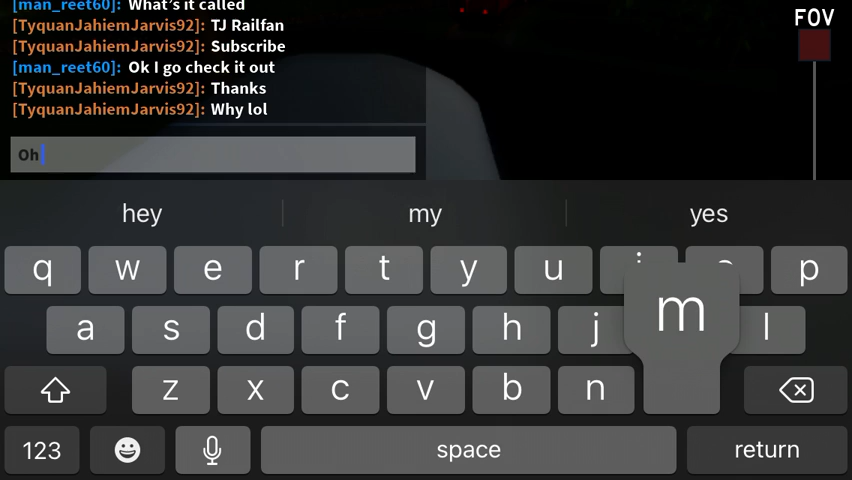 [man_reet60]: What's it called
[TyquanJahiemJarvis92]: TJ Railfan
[TyquanJahiemJarvis92]: Subscribe
[man_reet60]: Ok I go check it out
[TyquanJahiemJarvis92]: Thanks
[TyquanJahiemJarvis92]: Why lol
FOV
Oh
hey my yes
q w e r t y u p
a s d f g h j l
z x c v b n m
123 space return